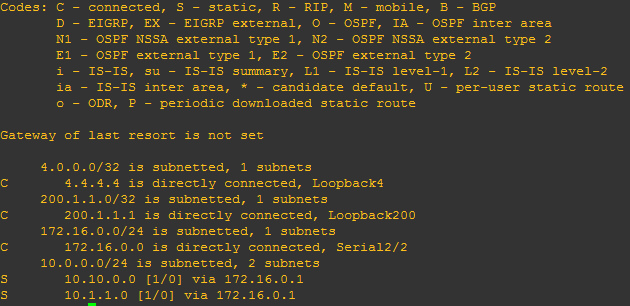 Codes: C - connected, S - static, R - RIP, M - mobile, B - BGP
D - EIGRP, EX - EIGRP external, O - OSPF, IA - OSPF inter area
N1 - OSPF NSSA external type 1, N2 - OSPF NSSA external type 2
E1 - OSPF external type 1, E2 - OSPF external type 2
i - IS-IS, su - IS-IS summary, L1 - IS-IS level-1, L2 - IS-IS level-2
ia - IS-IS inter area, * - candidate default, U - per-user static route
o - ODR, P - periodic downloaded static route
Gateway of last resort is not set
4.0.0.0/32 is subnetted, 1 subnets
C 4.4.4.4 is directly connected, Loopback4
200.1.1.0/32 is subnetted, 1 subnets
C 200.1.1.1 is directly connected, Loopback200
172.16.0.0/24 is subnetted, 1 subnets
C 172.16.0.0 is directly connected, Serial2/2
10.0.0.0/24 is subnetted, 2 subnets
S 10.10.0.0 [1/0] via 172.16.0.1
S 10.1.1.0 [1/0] via 172.16.0.1